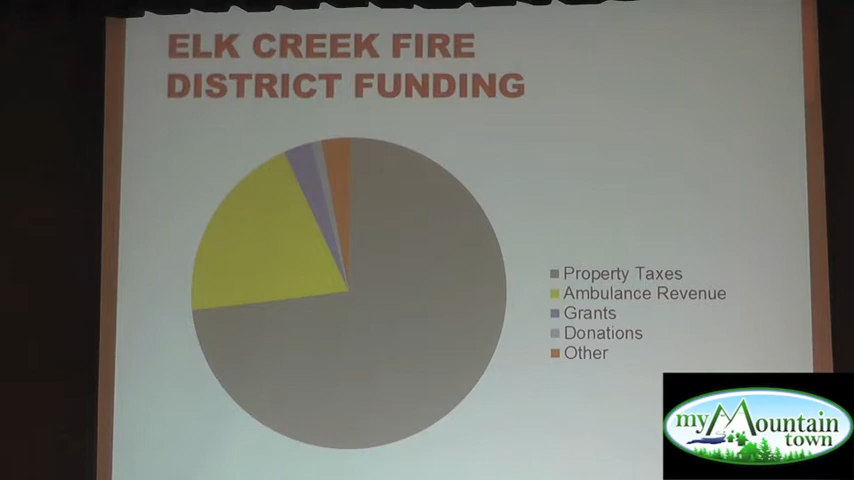 ELK CREEK FIRE
DISTRICT FUNDING
Property Taxes
Ambulance Revenue
Grants
Donations
Other
my Mountain
town